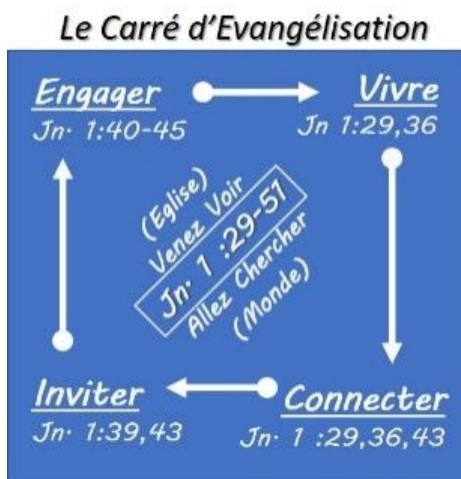 Le Carré d'Evangélisation
Engager
Jn. 1:40-45
Vivre
Jn 1:29,36
(Eglise)
Venez Voir
Jn. 1 :29-51
Allez Chercher
(Monde)
Inviter
Jn. 1:39,43
Connecter
Jn. 1 :29,36,43